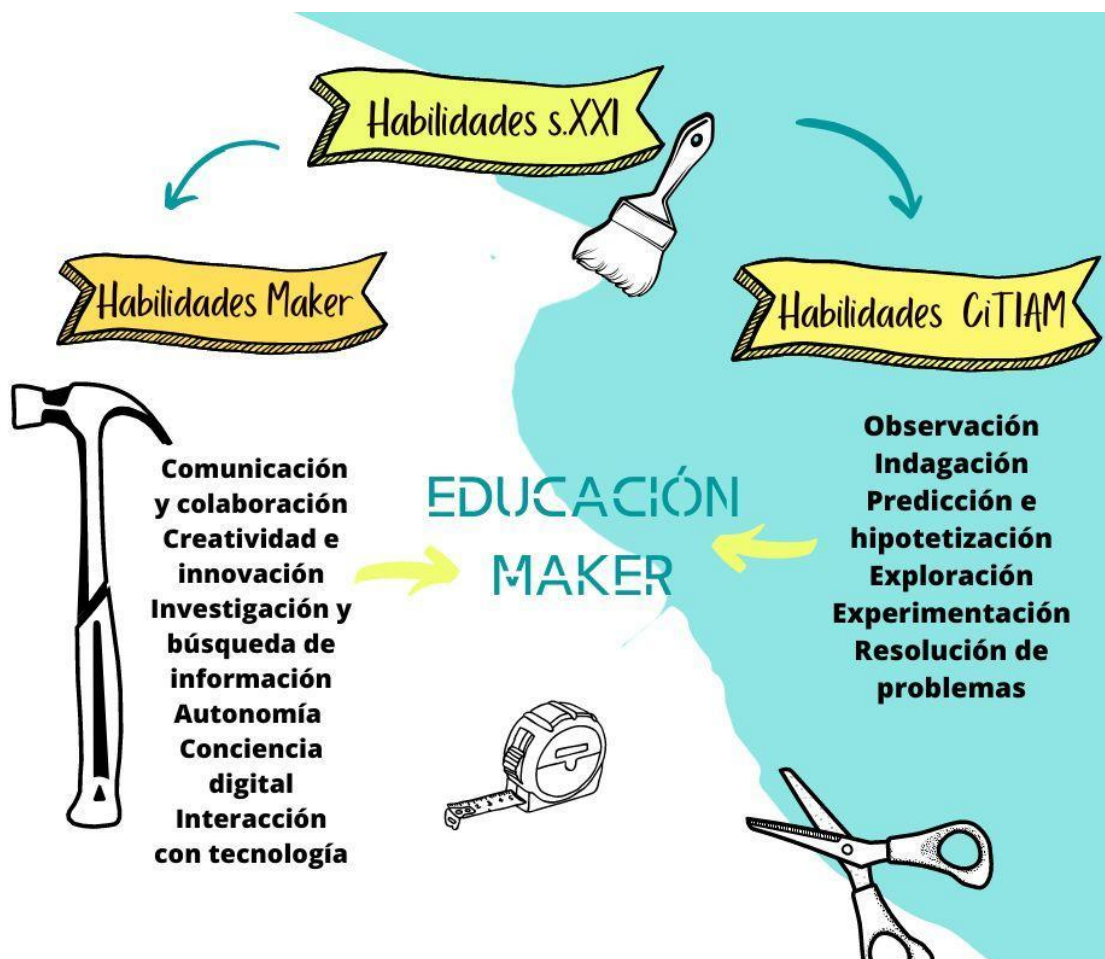 Habilidades s.XXI
Habilidades Maker
Habilidades CiTIAM
Comunicación
y colaboración
Creatividad e
innovación
Investigación y
búsqueda de
información
Autonomía
Conciencia
digital
Interacción
con tecnología
EDUCACIÓN
MAKER
Observación
Indagación
Predicción e
hipotetización
Exploración
Experimentación
Resolución de
problemas